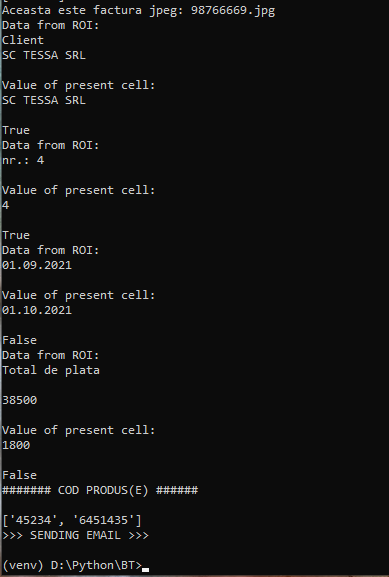 Aceasta este factura jpeg: 98766669.jpg
Data from ROI:
Client
SC TESSA SRL
Value of present cell:
SC TESSA SRL
True
Data from ROI:
nr.: 4
Value of present cell:
4
True
Data from ROI:
01.09.2021
Value of present cell:
01.10.2021
False
Data from ROI:
Total de plata
38500
Value of present cell:
1800
False
####### COD PRODUS(E) ######
['45234', '6451435']
>>> SENDING EMAIL >>>
(venv) D:\Python\BT>